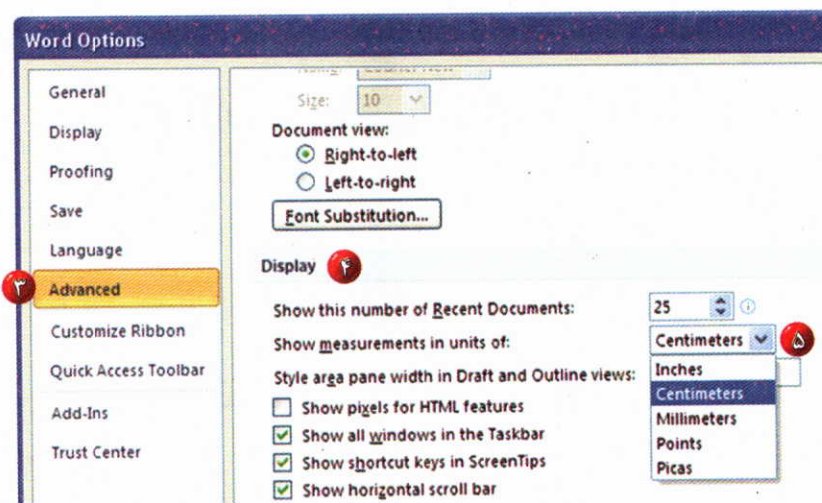 Word Options
General
Display
Proofing
Save
Language
۳ Advanced
Customize Ribbon
Quick Access Toolbar
Add-Ins
Trust Center
Size: 10
Document view:
Right-to-left
Left-to-right
Font Substitution...
Display ۴
Show this number of Recent Documents: 25
Show measurements in units of: Centimeters ۵
Inches
Centimeters
Millimeters
Points
Picas
Style area pane width in Draft and Outline views:
Show pixels for HTML features
Show all windows in the Taskbar
Show shortcut keys in ScreenTips
Show horizontal scroll bar